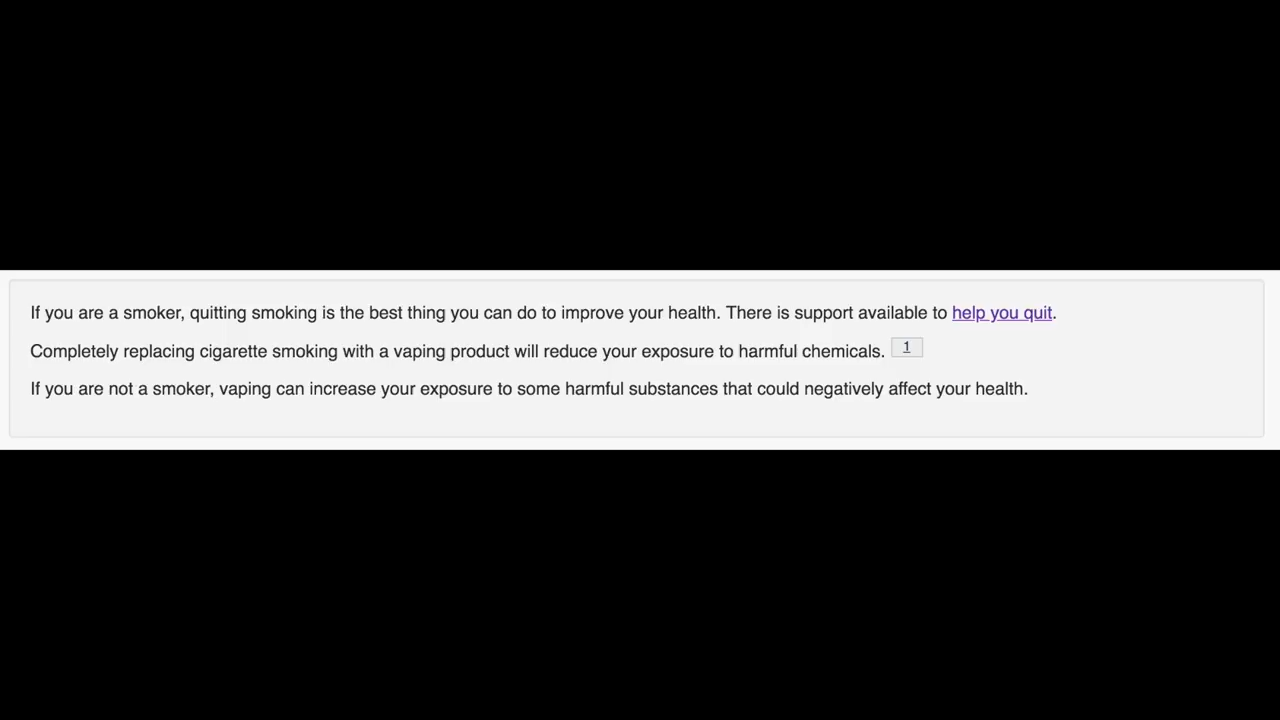 If you are a smoker, quitting smoking is the best thing you can do to improve your health. There is support available to help you quit.
Completely replacing cigarette smoking with a vaping product will reduce your exposure to harmful chemicals. 1
If you are not a smoker, vaping can increase your exposure to some harmful substances that could negatively affect your health.